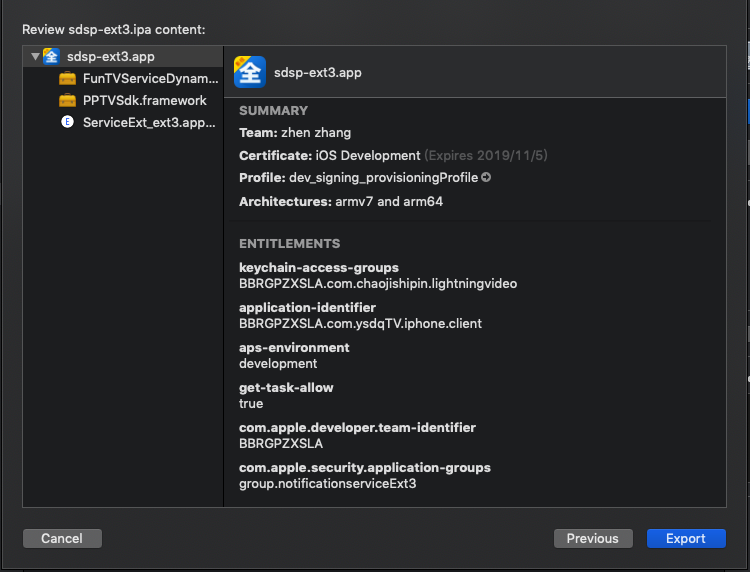 Review sdsp-ext3.ipa content:
sdsp-ext3.app
FunTVServiceDynam...
PPTVSdk.framework
ServiceExt_ext3.app...
全
sdsp-ext3.app
SUMMARY
Team: zhen zhang
Certificate: iOS Development (Expires 2019/11/5)
Profile: dev_signing_provisioningProfile
Architectures: armv7 and arm64
ENTITLEMENTS
keychain-access-groups
BBRGPZXSLA.com.chaojishipin.lightningvideo
application-identifier
BBRGPZXSLA.com.ysdqTV.iphone.client
aps-environment
development
get-task-allow
true
com.apple.developer.team-identifier
BBRGPZXSLA
com.apple.security.application-groups
group.notificationserviceExt3
Cancel
Previous
Export